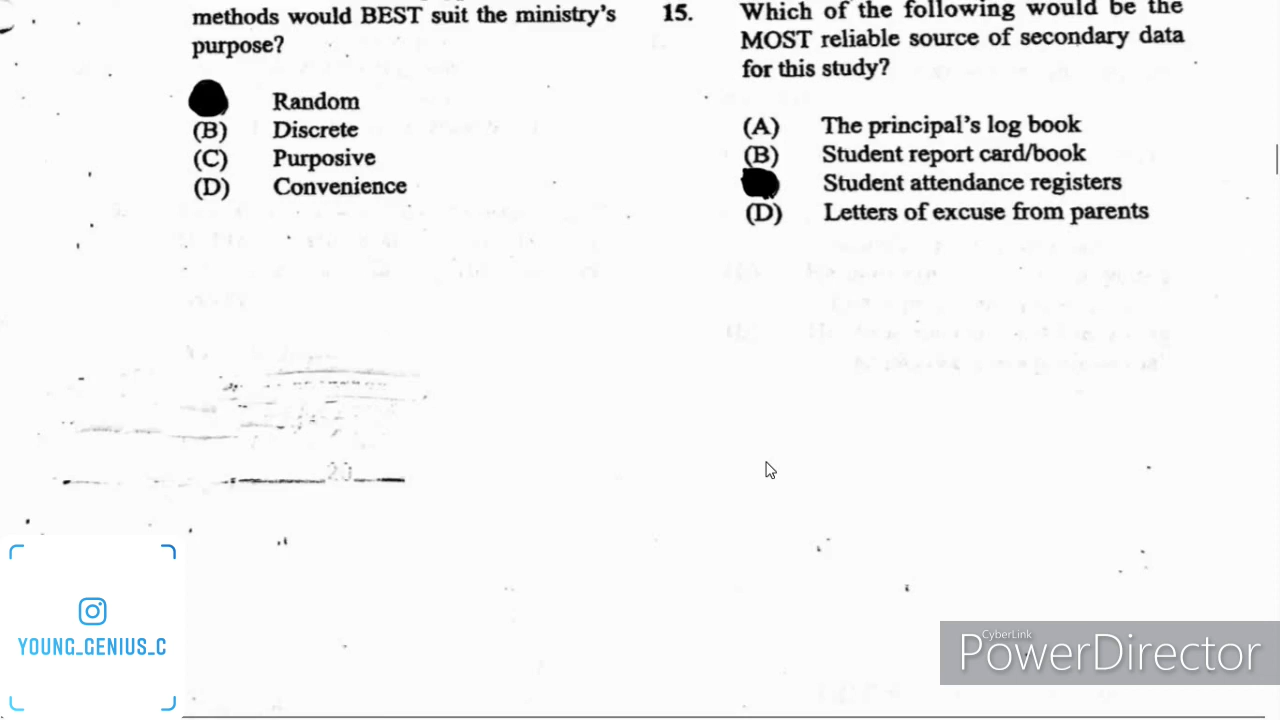 methods would BEST suit the ministry's
purpose?
Random
(B) Discrete
(C) Purposive
(D) Convenience
15. Which of the following would be the
MOST reliable source of secondary data
for this study?
(A) The principal's log book
(B) Student report card/book
Student attendance registers
(D) Letters of excuse from parents
20
YOUNG_GENIUS_C
CyberLink
PowerDirector